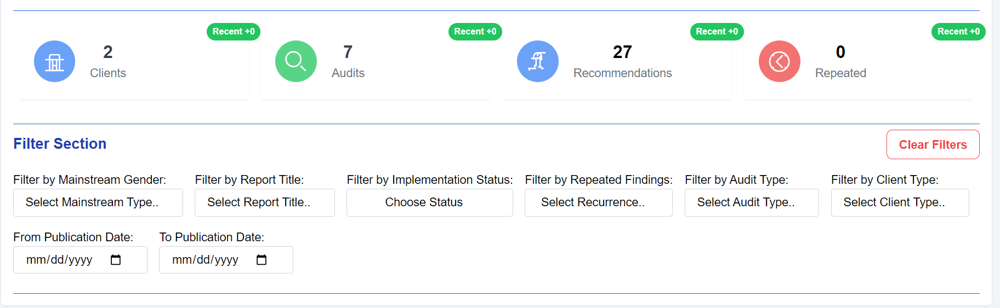 Recent +0
2
Clients
Recent +0
7
Audits
Recent +0
27
Recommendations
Recent +0
0
Repeated
Filter Section
Clear Filters
Filter by Mainstream Gender:
Select Mainstream Type..
Filter by Report Title:
Select Report Title..
Filter by Implementation Status:
Choose Status
Filter by Repeated Findings:
Select Recurrence..
Filter by Audit Type:
Select Audit Type..
Filter by Client Type:
Select Client Type..
From Publication Date:
mm/dd/yyyy
To Publication Date:
mm/dd/yyyy